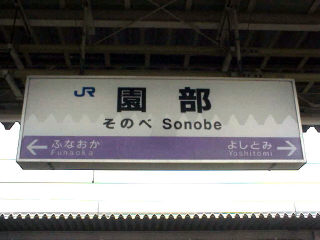 JR 園部
そのべ Sonobe
← ふなおか よしとみ →
Funaoka Yoshitomi